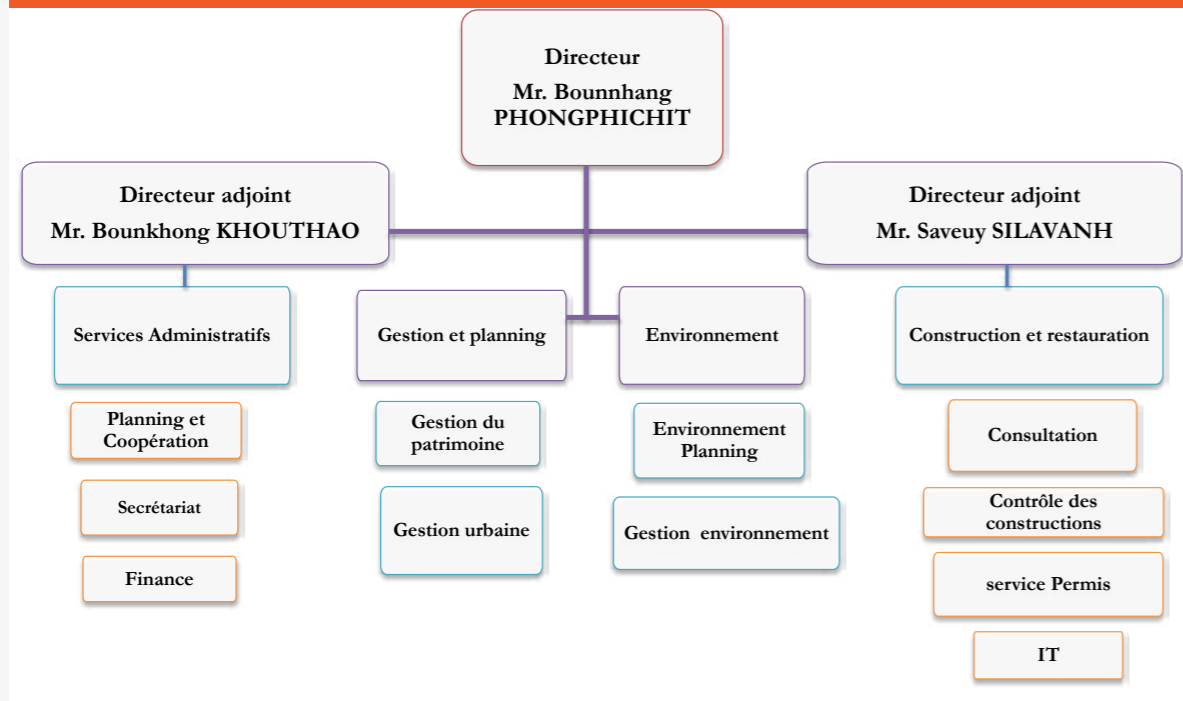 Directeur
Mr. Bounnhang
PHONGPHICHIT
Directeur adjoint
Mr. Bounkhong KHOUTHAO
Directeur adjoint
Mr. Saveuy SILAVANH
Services Administratifs
Gestion et planning
Environnement
Construction et restauration
Planning et
Coopération
Secrétariat
Finance
Gestion du
patrimoine
Gestion urbaine
Environnement
Planning
Gestion environnement
Consultation
Contrôle des
constructions
service Permis
IT